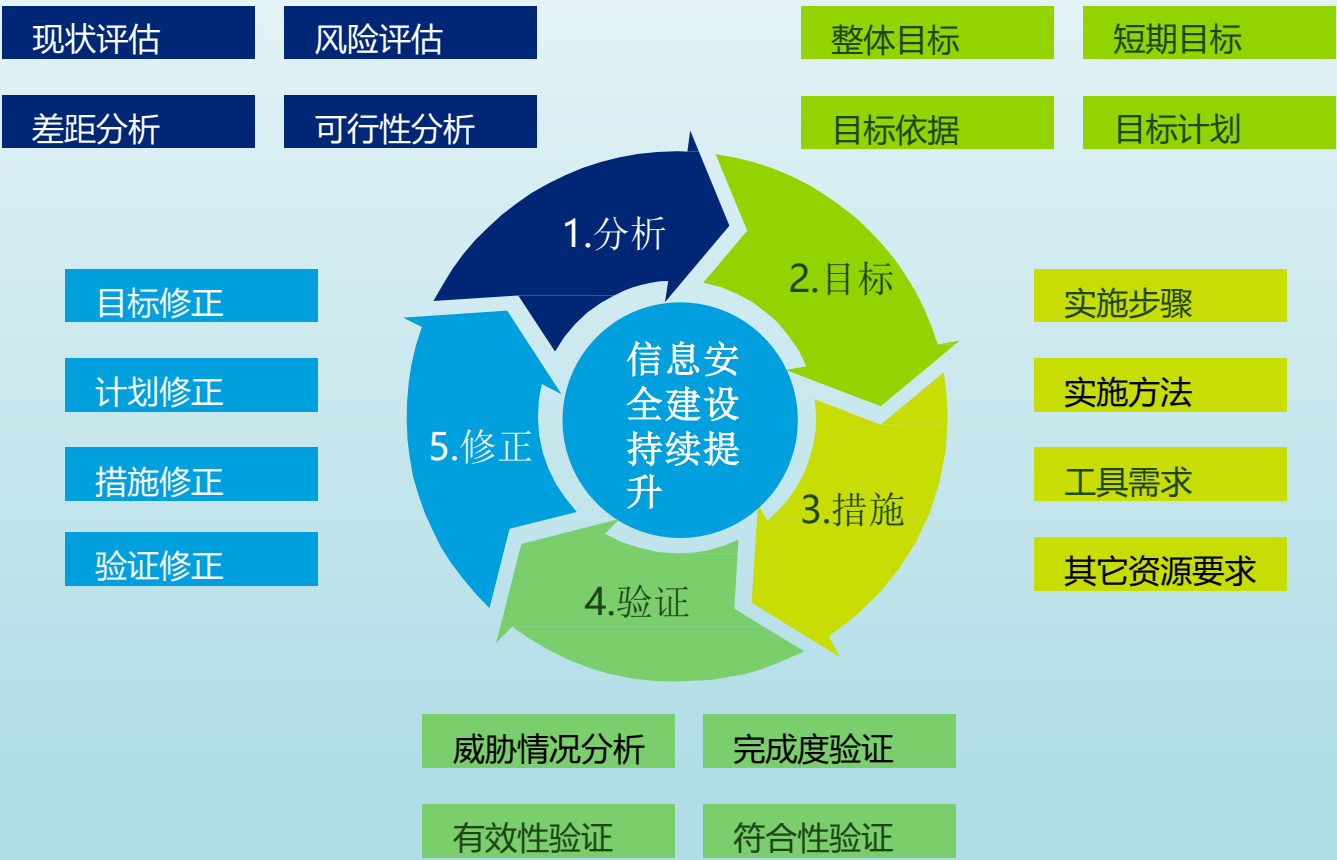 现状评估
风险评估
整体目标
短期目标
差距分析
可行性分析
目标依据
目标计划
1.分析
2.目标
目标修正
计划修正
措施修正
验证修正
5.修正
信息安
全建设
持续提
升
实施步骤
实施方法
工具需求
其它资源要求
3.措施
4.验证
威胁情况分析
完成度验证
有效性验证
符合性验证